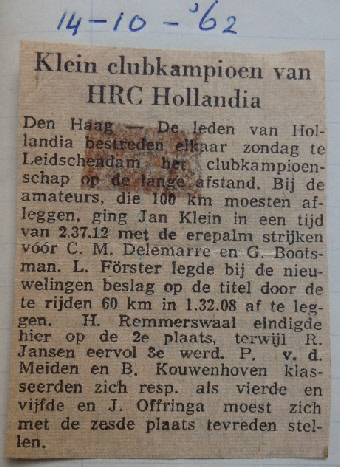 14-10-'62
Klein clubkampioen van
HRC Hollandia
Den Haag — De leden van Hol-
landia bestreden elkaar zondag te
Leidschendam het clubkampioen-
schap op de lange afstand. Bij de
amateurs, die 100 km moesten af-
leggen, ging Jan Klein in een tijd
van 2.37.12 met de erepalm strijken
vóór C. M. Delemarre en G. Boots-
man. L. Förster legde bij de nieu-
welingen beslag op de titel door de
te rijden 60 km in 1.32.08 af te leg-
gen. H. Remmerswaal eindigde
hier op de 2e plaats, terwijl R.
Jansen eervol 3e werd. P. v. d.
Meiden en B. Kouwenhoven klas-
seerden zich resp. als vierde en
vijfde en J. Offringa moest zich
met de zesde plaats tevreden stel-
len.